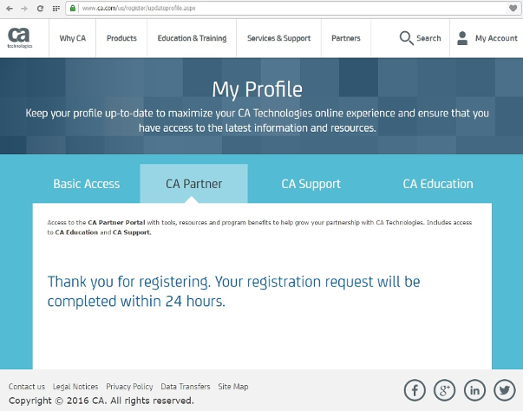 www.ca.com/us/register/updateprofile.aspx
ca
technologies
Why CA Products Education & Training Services & Support Partners Search My Account
My Profile
Keep your profile up-to-date to maximize your CA Technologies online experience and ensure that you
have access to the latest information and resources.
Basic Access CA Partner CA Support CA Education
Access to the CA Partner Portal with tools, resources and program benefits to help grow your partnership with CA Technologies. Includes access
to CA Education and CA Support.
Thank you for registering. Your registration request will be
completed within 24 hours.
Contact us Legal Notices Privacy Policy Data Transfers Site Map
Copyright © 2016 CA. All rights reserved.
f g+ in